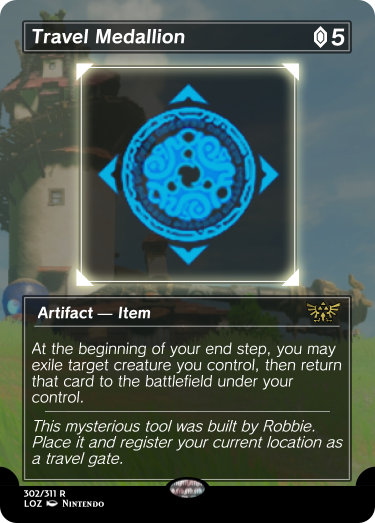 Travel Medallion 5
Artifact — Item
At the beginning of your end step, you may
exile target creature you control, then return
that card to the battlefield under your
control.
This mysterious tool was built by Robbie.
Place it and register your current location as
a travel gate.
302/311 R
LOZ Nintendo